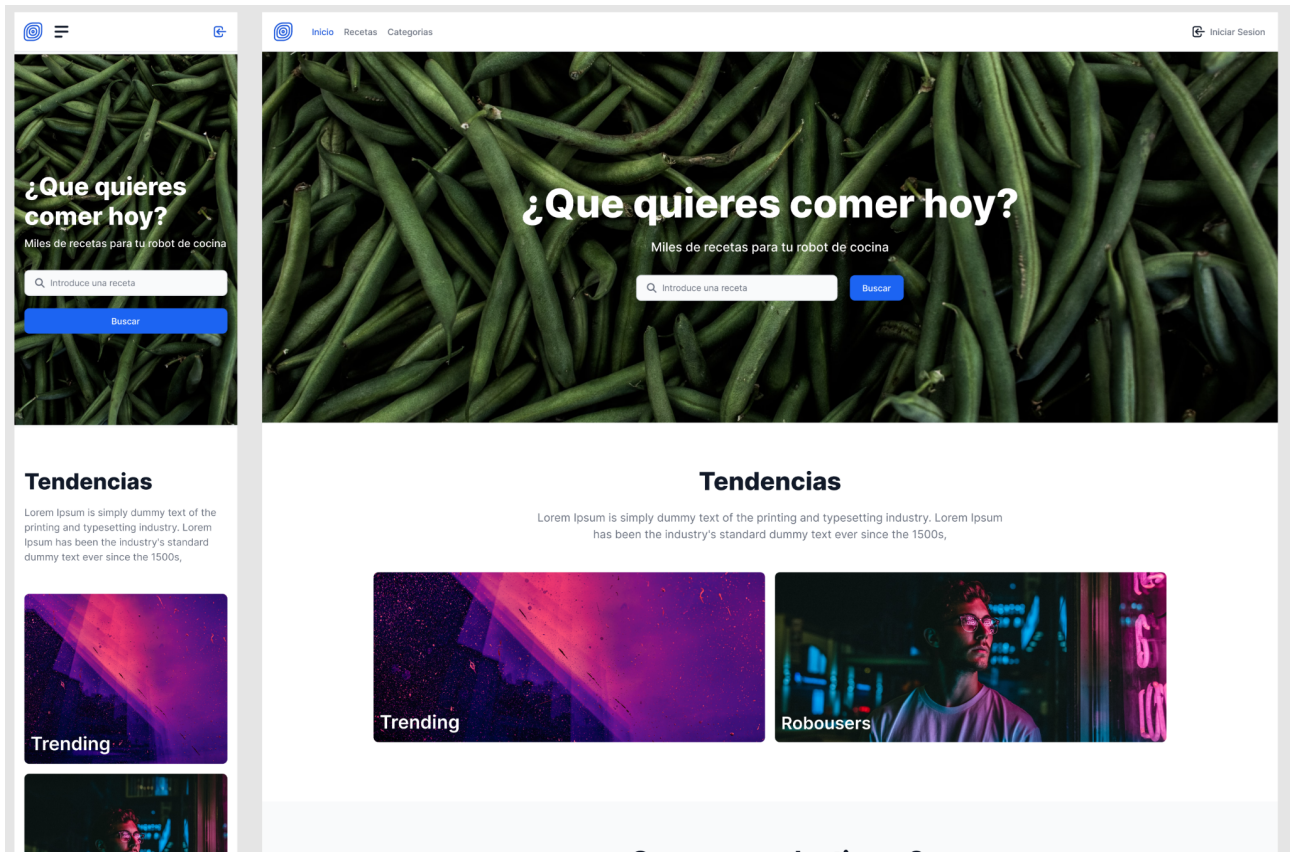 ¿Que quieres
comer hoy?
Miles de recetas para tu robot de cocina
Introduce una receta
Buscar
Tendencias
Lorem Ipsum is simply dummy text of the
printing and typesetting industry. Lorem
Ipsum has been the industry's standard
dummy text ever since the 1500s,
Trending
Inicio Recetas Categorias
Iniciar Sesion
¿Que quieres comer hoy?
Miles de recetas para tu robot de cocina
Introduce una receta
Buscar
Tendencias
Lorem Ipsum is simply dummy text of the printing and typesetting industry. Lorem Ipsum
has been the industry's standard dummy text ever since the 1500s,
Trending
Robousers